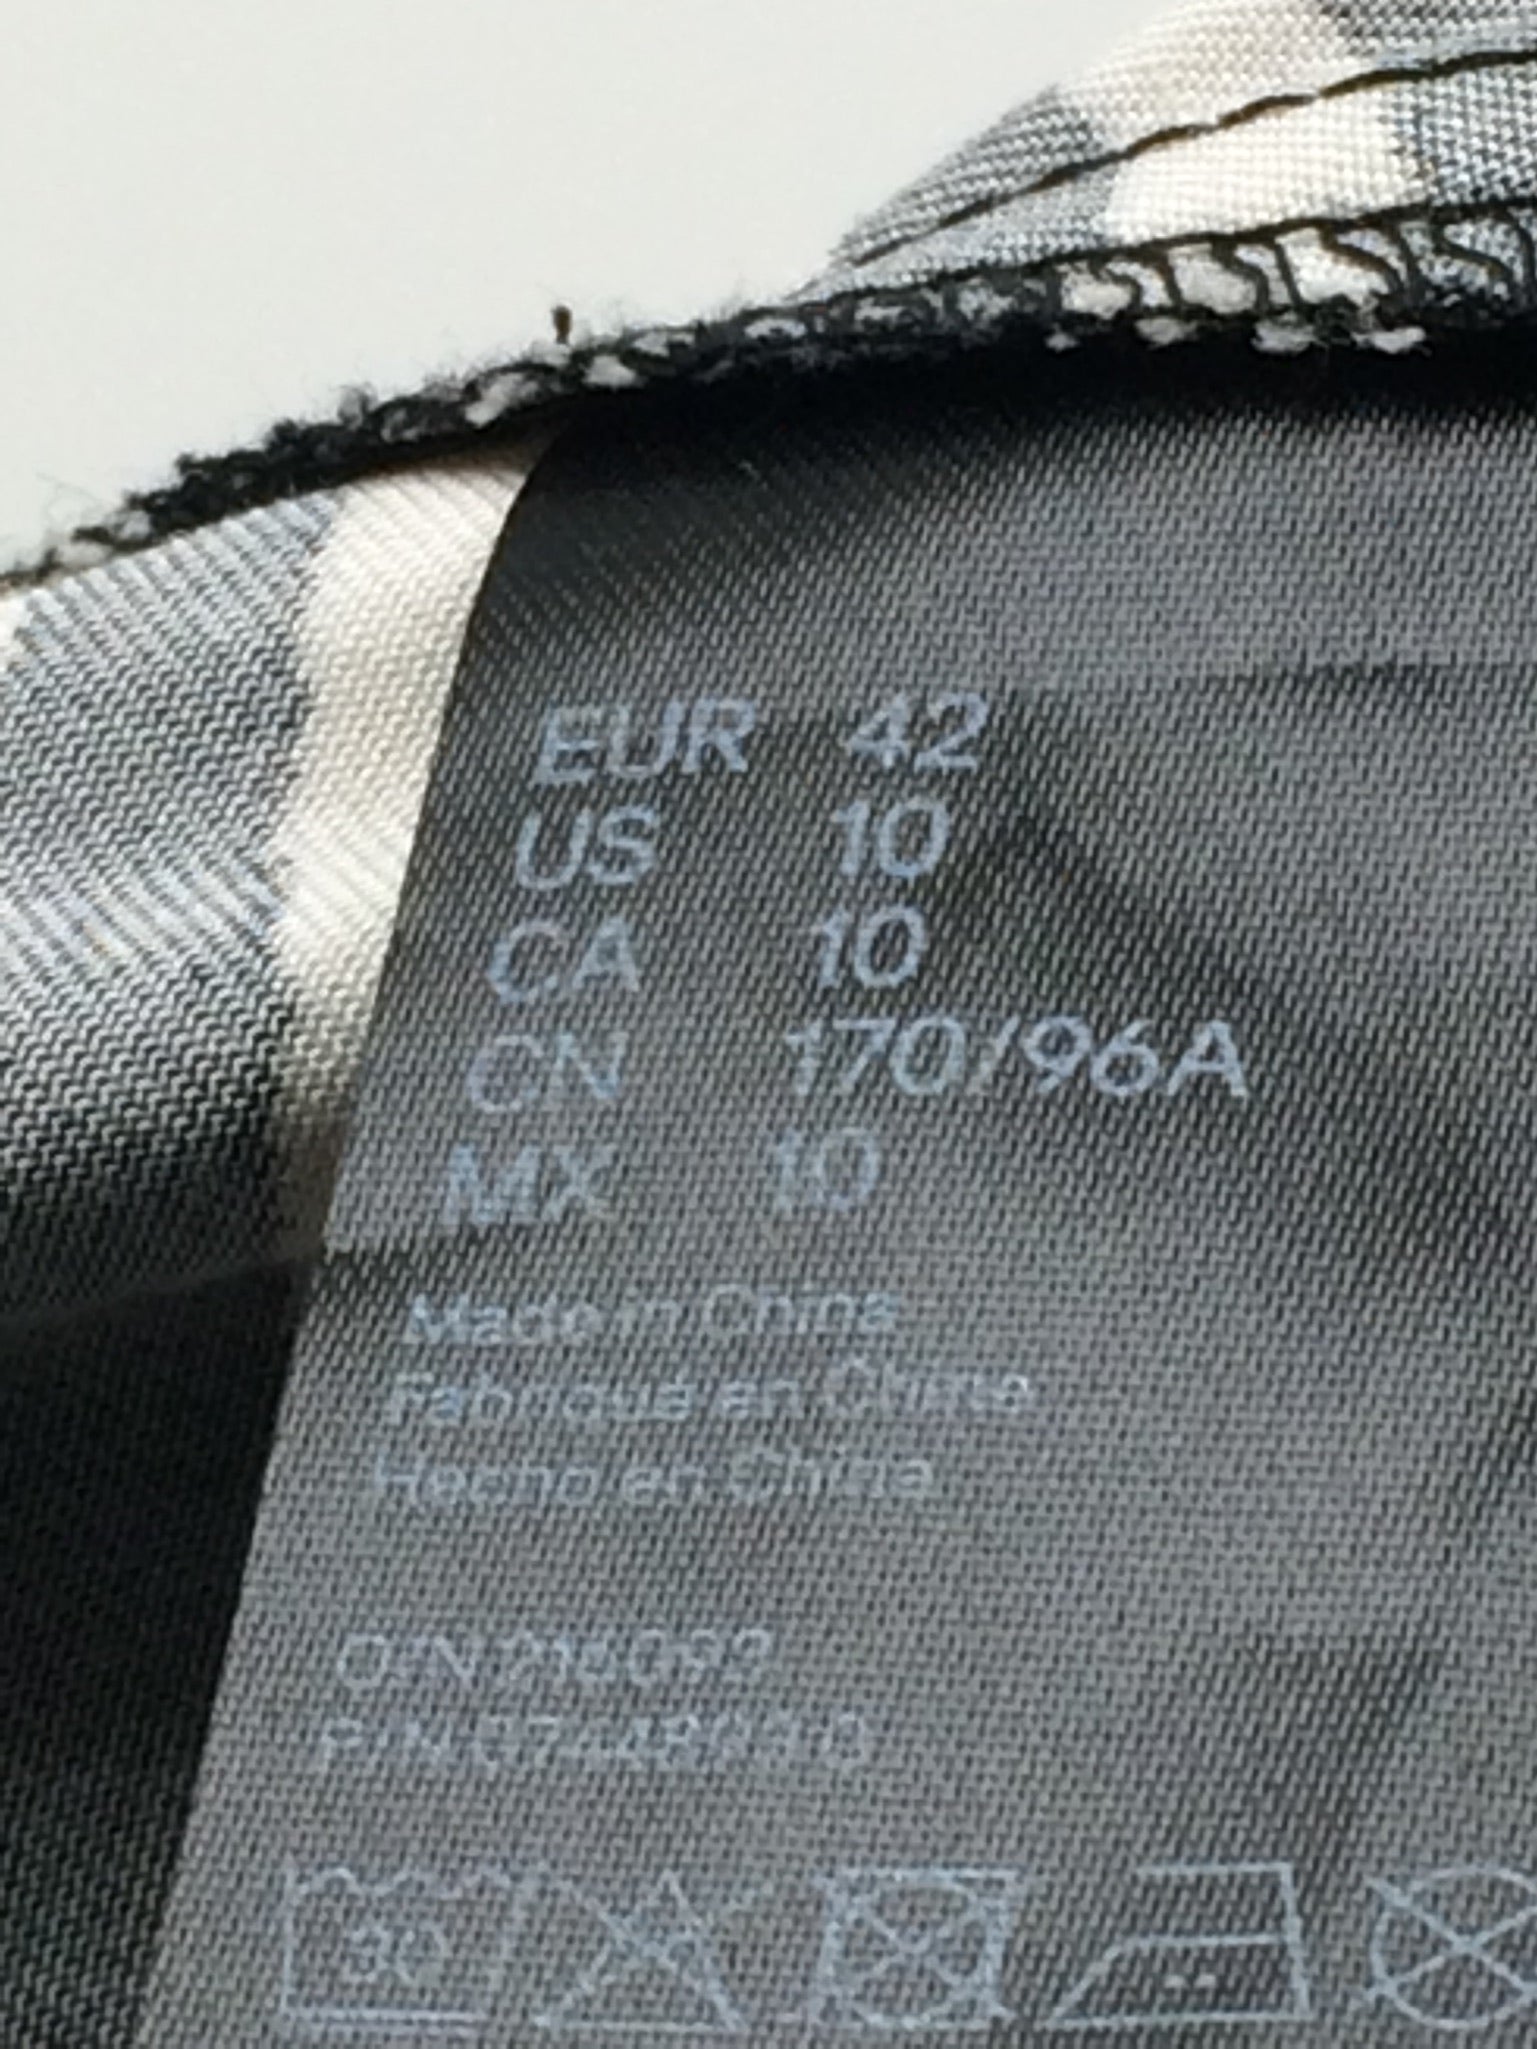 EUR 42
US 10
CA 10
CN 170/96A
MX 10
Made in China
Fabriqué en Chine
Hecho en China
O/N
P/N
30